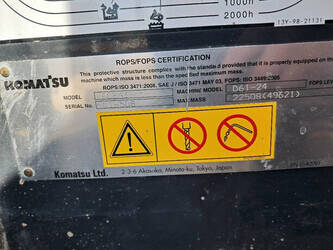 1000h
2000h
13Y-98-21131
KOMATSU
ROPS/FOPS CERTIFICATION
This protective structure complies with the standard provided that it is properly equipped on the
machine which mass is less than the specified maximum mass.
ROPS:ISO 3471:2008, SAE J / ISO 3471 MAY 03, FOPS: ISO 3449:2005
MODEL
MACHINE MODEL D61-24
FOPS LEV
SERIAL No.
MAX MASS 22508(49621)
Komatsu Ltd. 2-3-6 Akasaka, Minato-ku, Tokyo, Japan